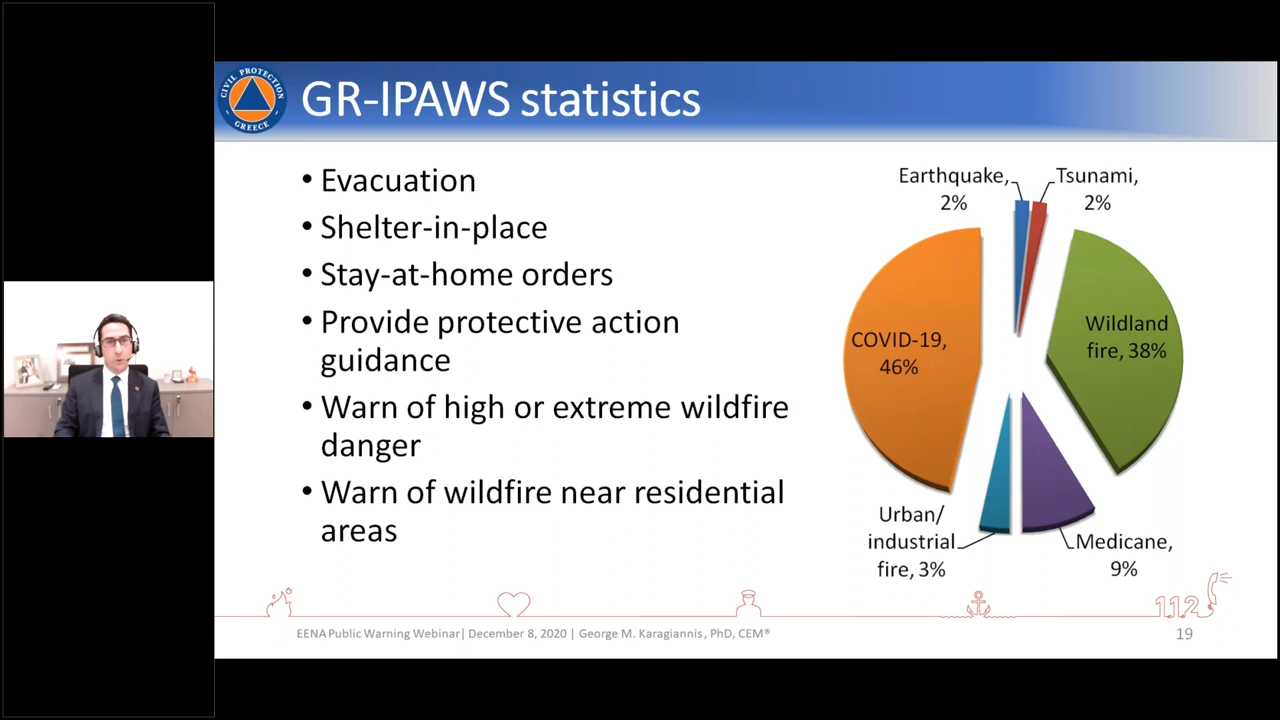 CIVIL PROTECTION
GREECE
GR-IPAWS statistics
• Evacuation
• Shelter-in-place
• Stay-at-home orders
• Provide protective action
guidance
• Warn of high or extreme wildfire
danger
• Warn of wildfire near residential
areas
Earthquake,
2%
Tsunami,
2%
Wildland
fire, 38%
COVID-19,
46%
Urban/
industrial
fire, 3%
Medicane,
9%
112
EENA Public Warning Webinar| December 8, 2020 | George M. Karagiannis, PhD, CEM®
19